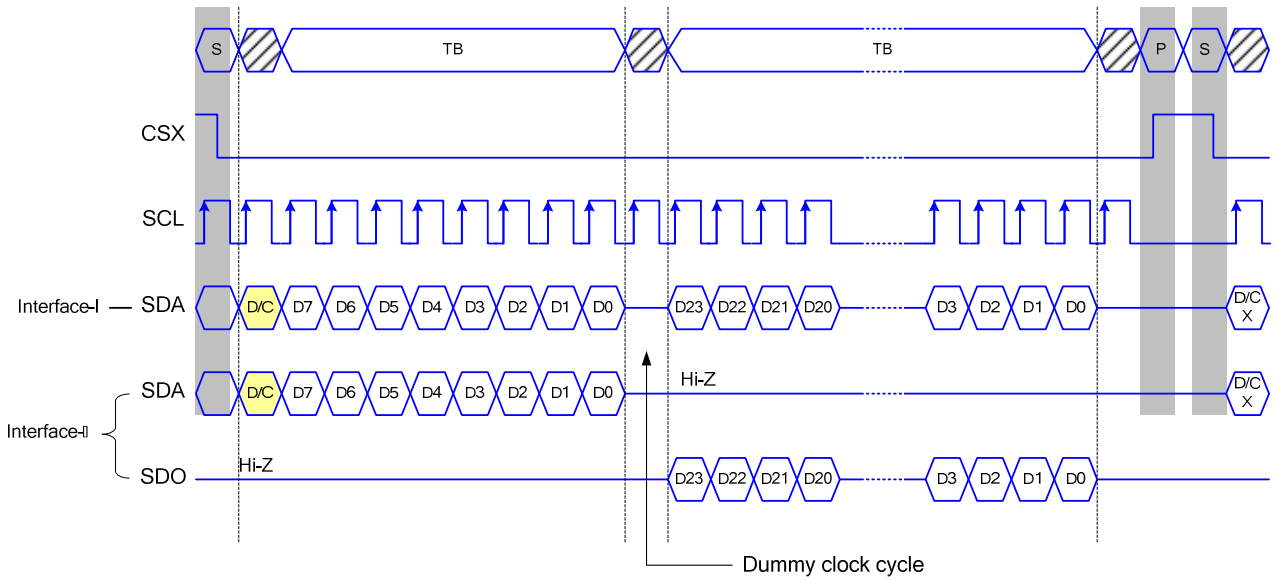 S TB TB P S
CSX
SCL
Interface-I SDA D/C D7 D6 D5 D4 D3 D2 D1 D0 D23 D22 D21 D20 D3 D2 D1 D0 D/C
X
SDA D/C D7 D6 D5 D4 D3 D2 D1 D0 Hi-Z D/C
X
Interface-▯
SDO Hi-Z D23 D22 D21 D20 D3 D2 D1 D0
Dummy clock cycle